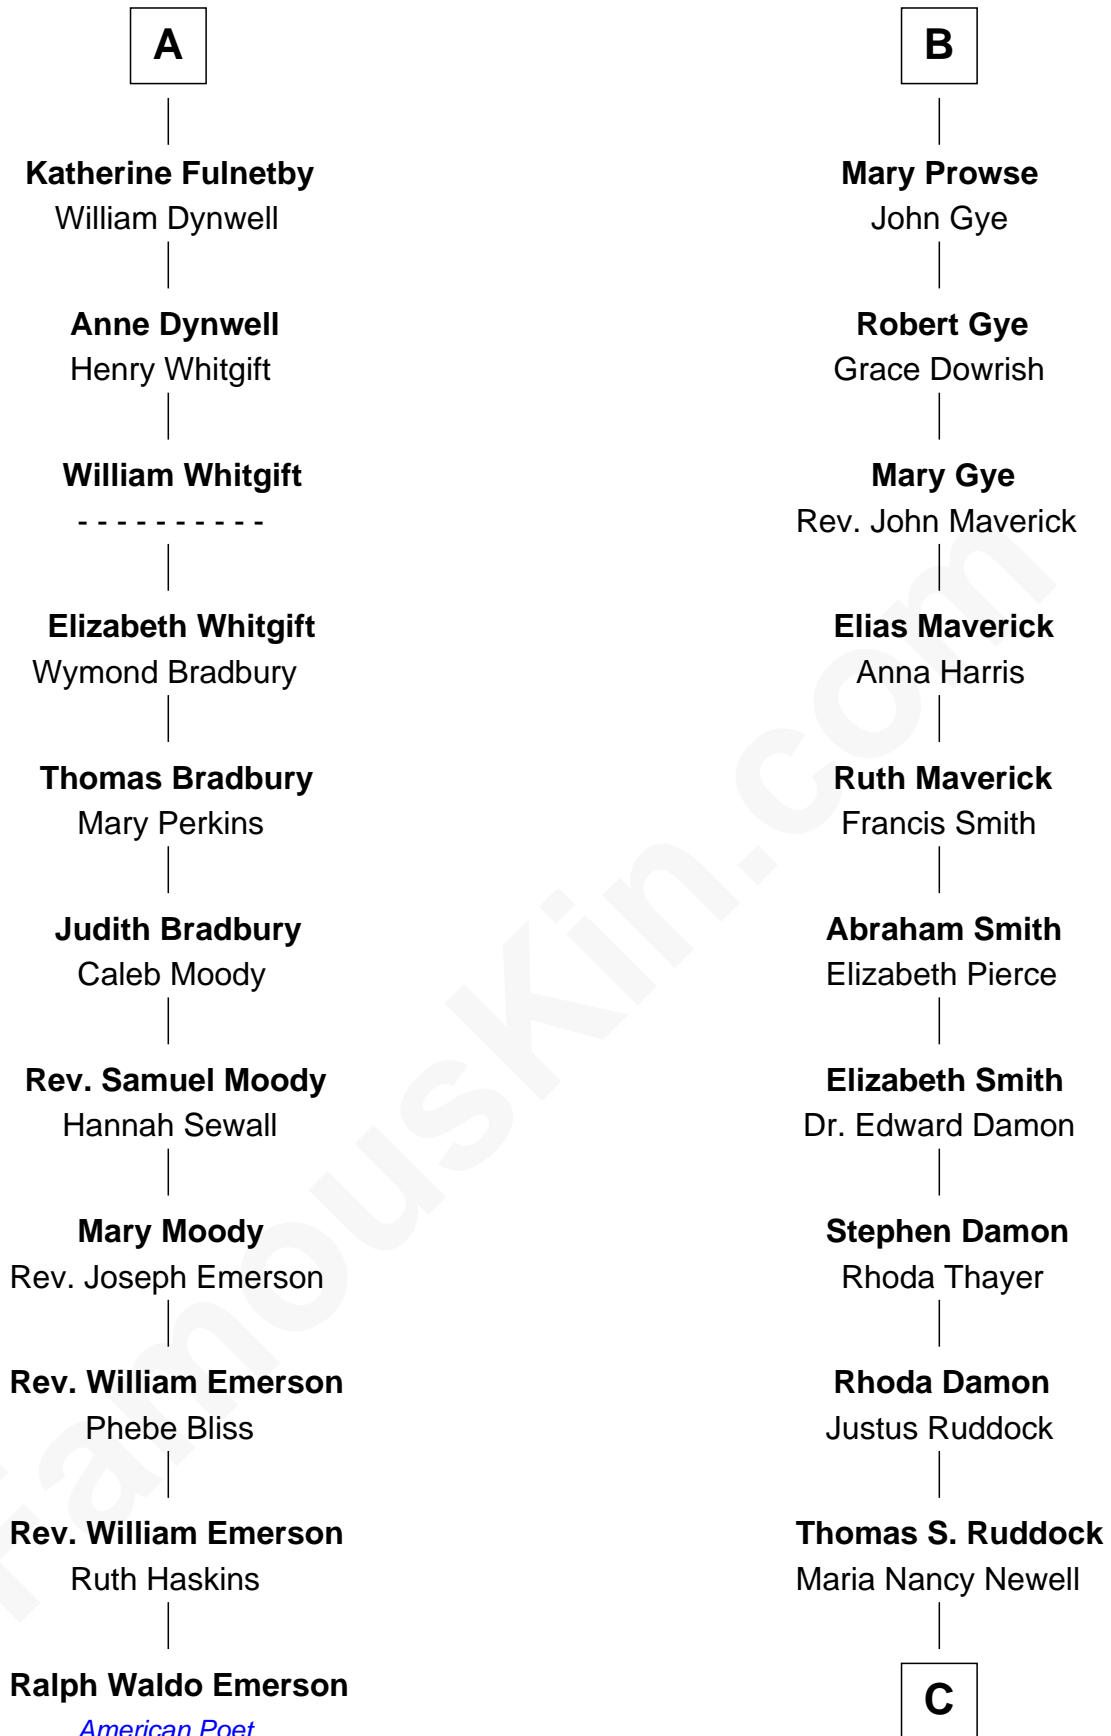 A
Katherine Fulnetby
William Dynwell
Anne Dynwell
Henry Whitgift
William Whitgift
- - - - - - - - - -
Elizabeth Whitgift
Wymond Bradbury
Thomas Bradbury
Mary Perkins
Judith Bradbury
Caleb Moody
Rev. Samuel Moody
Hannah Sewall
Mary Moody
Rev. Joseph Emerson
Rev. William Emerson
Phebe Bliss
Rev. William Emerson
Ruth Haskins
Ralph Waldo Emerson
American Poet
B
Mary Prowse
John Gye
Robert Gye
Grace Dowrish
Mary Gye
Rev. John Maverick
Elias Maverick
Anna Harris
Ruth Maverick
Francis Smith
Abraham Smith
Elizabeth Pierce
Elizabeth Smith
Dr. Edward Damon
Stephen Damon
Rhoda Thayer
Rhoda Damon
Justus Ruddock
Thomas S. Ruddock
Maria Nancy Newell
C
FamousKin.com